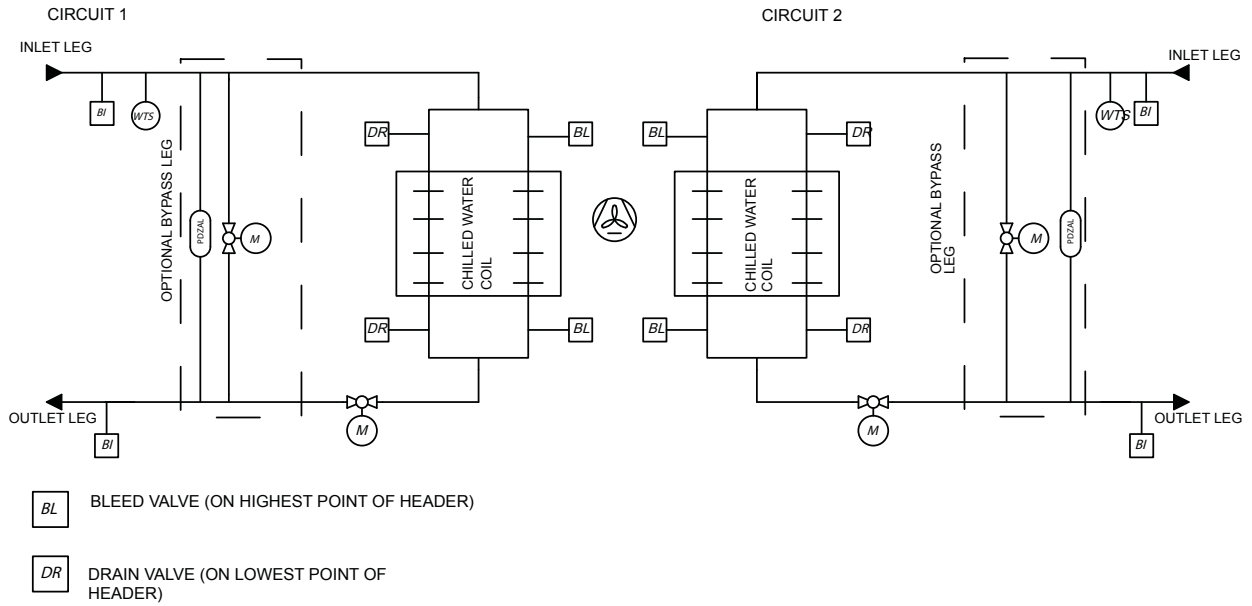 CIRCUIT 1
CIRCUIT 2
INLET LEG
INLET LEG
BI
WTS
WTS
BI
DR
BL
BL
DR
OPTIONAL BYPASS LEG
PDZAL
M
CHILLED WATER
COIL
CHILLED WATER
COIL
OPTIONAL BYPASS
LEG
M
PDZAL
DR
BL
BL
DR
OUTLET LEG
BI
M
M
BI
OUTLET LEG
BL
BLEED VALVE (ON HIGHEST POINT OF HEADER)
DR
DRAIN VALVE (ON LOWEST POINT OF
HEADER)